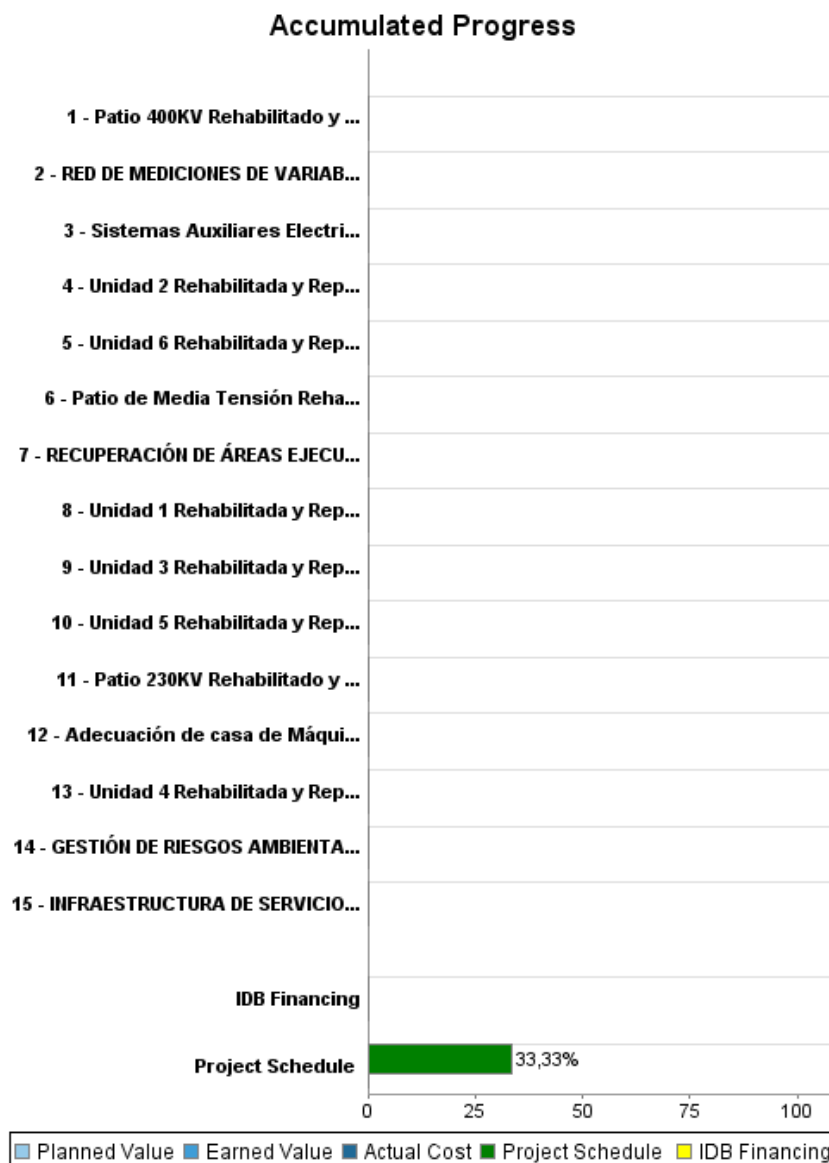 Accumulated Progress
1 - Patio 400KV Rehabilitado y ...
2 - RED DE MEDICIONES DE VARIAB...
3 - Sistemas Auxiliares Electri...
4 - Unidad 2 Rehabilitada y Rep...
5 - Unidad 6 Rehabilitada y Rep...
6 - Patio de Media Tensión Reha...
7 - RECUPERACIÓN DE ÁREAS EJECU...
8 - Unidad 1 Rehabilitada y Rep...
9 - Unidad 3 Rehabilitada y Rep...
10 - Unidad 5 Rehabilitada y Rep...
11 - Patio 230KV Rehabilitado y ...
12 - Adecuación de casa de Máqui...
13 - Unidad 4 Rehabilitada y Rep...
14 - GESTIÓN DE RIESGOS AMBIENTA...
15 - INFRAESTRUCTURA DE SERVICIO...
IDB Financing
Project Schedule 33,33%
0 25 50 75 100
Planned Value Earned Value Actual Cost Project Schedule IDB Financing